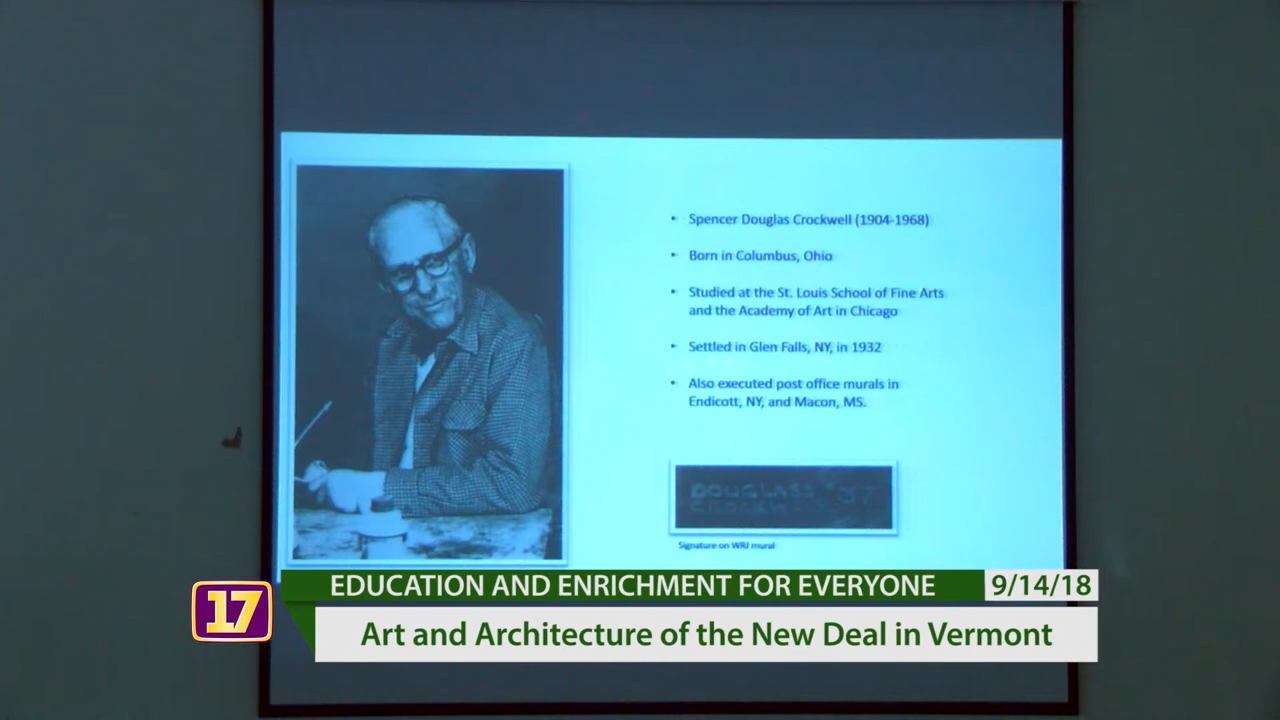 • Spencer Douglas Crockwell (1904-1968)
• Born in Columbus, Ohio
• Studied at the St. Louis School of Fine Arts
and the Academy of Art in Chicago
• Settled in Glen Falls, NY, in 1932
• Also executed post office murals in
Endicott, NY, and Macon, MS.
DOUGLASS '37
CROCKWELL
Signature on WRJ mural
17
EDUCATION AND ENRICHMENT FOR EVERYONE
9/14/18
Art and Architecture of the New Deal in Vermont